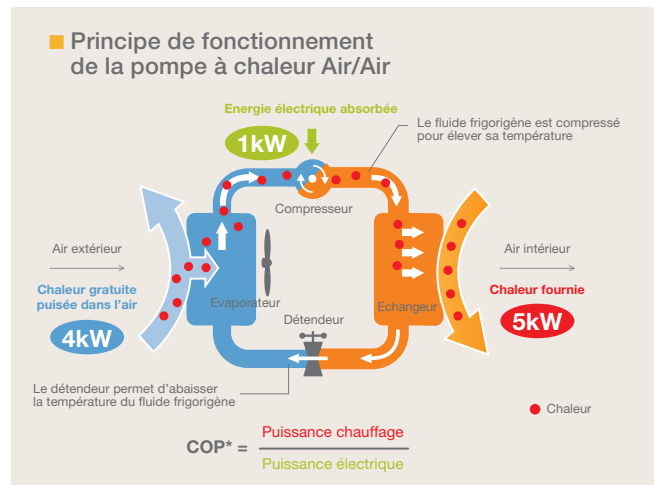 Principe de fonctionnement
de la pompe à chaleur Air/Air
Energie électrique absorbée
1kW
Le fluide frigorigène est compressé
pour élever sa température
Compresseur
Air extérieur
Chaleur gratuite
puisée dans l'air
4kW
Evaporateur
Détendeur
Echangeur
Air intérieur
Chaleur fournie
5kW
Le détendeur permet d'abaisser
la température du fluide frigorigène
Chaleur
COP* =
Puissance chauffage
Puissance électrique